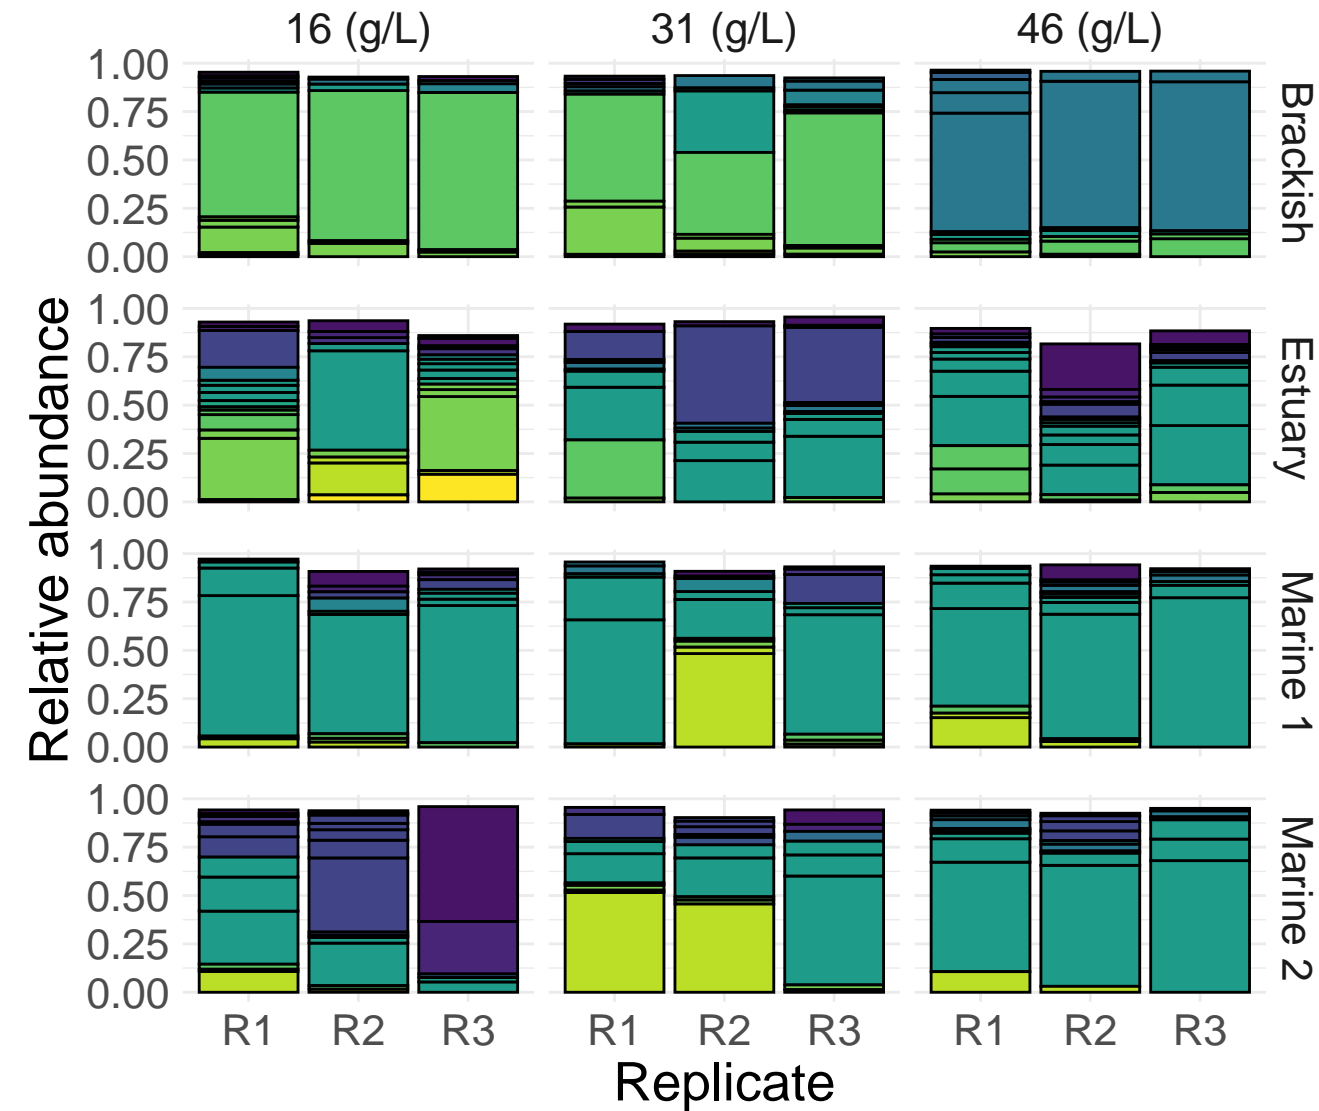 16 (g/L)
31 (g/L)
46 (g/L)
Relative abundance
1.00
0.75
0.50
0.25
0.00
Brackish
1.00
0.75
0.50
0.25
0.00
Estuary
1.00
0.75
0.50
0.25
0.00
Marine 1
1.00
0.75
0.50
0.25
0.00
Marine 2
R1
R2
R3
R1
R2
R3
R1
R2
R3
Replicate